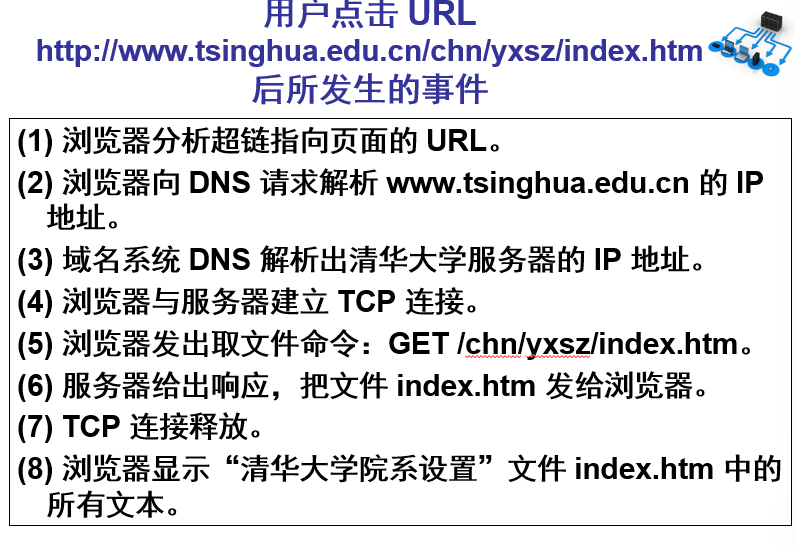 用户点击 URL
http://www.tsinghua.edu.cn/chn/yxsz/index.htm
后所发生的事件
(1) 浏览器分析超链指向页面的 URL。
(2) 浏览器向 DNS 请求解析 www.tsinghua.edu.cn 的 IP
地址。
(3) 域名系统 DNS 解析出清华大学服务器的 IP 地址。
(4) 浏览器与服务器建立 TCP 连接。
(5) 浏览器发出取文件命令：GET /chn/yxsz/index.htm。
(6) 服务器给出响应，把文件 index.htm 发给浏览器。
(7) TCP 连接释放。
(8) 浏览器显示“清华大学院系设置”文件 index.htm 中的
所有文本。